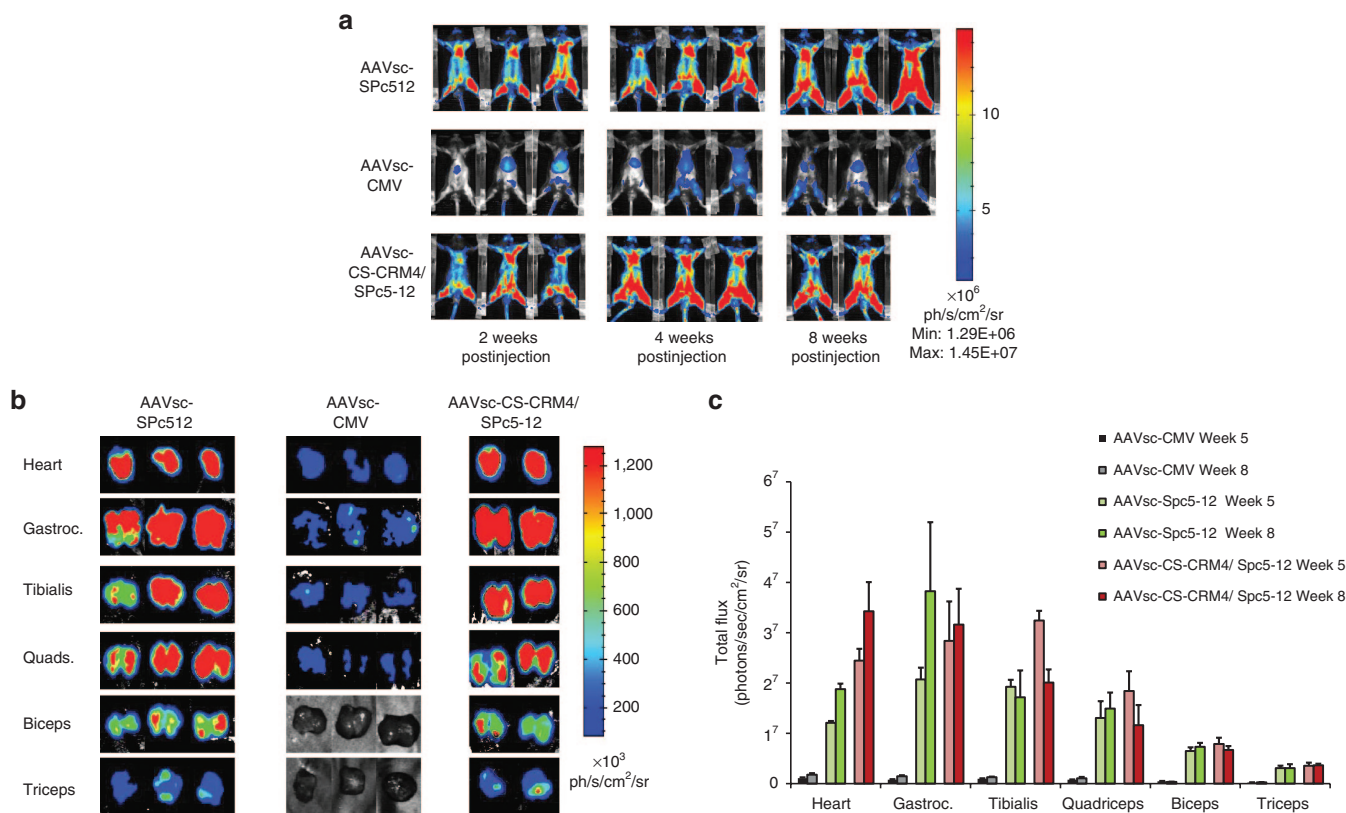 a
AAVsc-
SPc512
AAVsc-
CMV
AAVsc-
CS-CRM4/
SPc5-12
2 weeks
postinjection
4 weeks
postinjection
8 weeks
postinjection
10
5
×10⁶
ph/s/cm²/sr
Min: 1.29E+06
Max: 1.45E+07
b
AAVsc-
SPc512
AAVsc-
CMV
AAVsc-CS-CRM4/
SPc5-12
Heart
Gastroc.
Tibialis
Quads.
Biceps
Triceps
1,200
1,000
800
600
400
200
×10³
ph/s/cm²/sr
c
AAVsc-CMV Week 5
AAVsc-CMV Week 8
AAVsc-Spc5-12 Week 5
AAVsc-Spc5-12 Week 8
AAVsc-CS-CRM4/ Spc5-12 Week 5
AAVsc-CS-CRM4/ Spc5-12 Week 8
Total flux
(photons/sec/cm²/sr)
6⁷
5⁷
4⁷
3⁷
2⁷
1⁷
0
Heart Gastroc. Tibialis Quadriceps Biceps Triceps